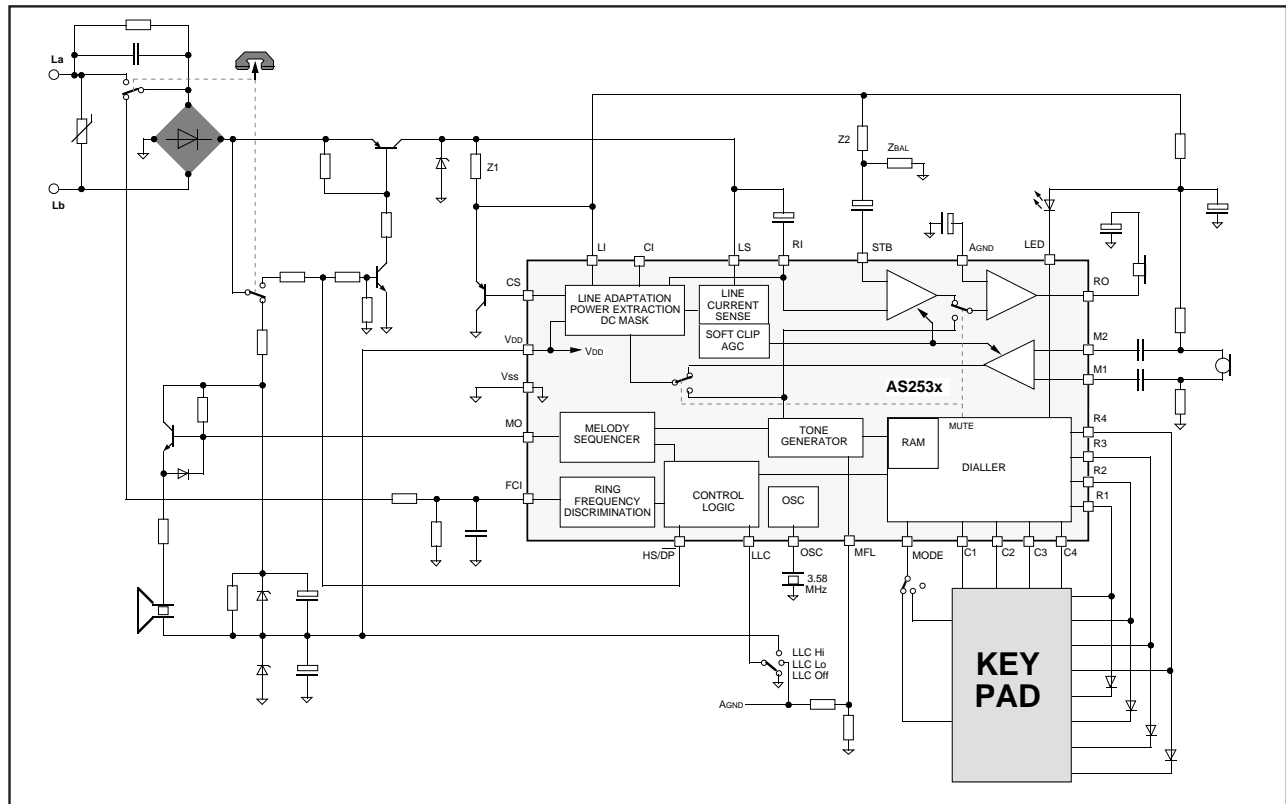 La
Lb
Z1
Z2
ZBAL
LI
CI
LS
RI
STB
AGND
LED
CS
VDD
VSS
MO
FCI
RO
M2
M1
R4
R3
R2
R1
LINE ADAPTATION
POWER EXTRACTION
DC MASK
LINE
CURRENT
SENSE
SOFT CLIP
AGC
VDD
AS253x
MELODY
SEQUENCER
TONE
GENERATOR
RAM
MUTE
DIALLER
RING
FREQUENCY
DISCRIMINATION
CONTROL
LOGIC
OSC
HS/DP
LLC
OSC
MFL
MODE
C1
C2
C3
C4
3.58
MHz
LLC Hi
LLC Lo
LLC Off
AGND
KEY
PAD